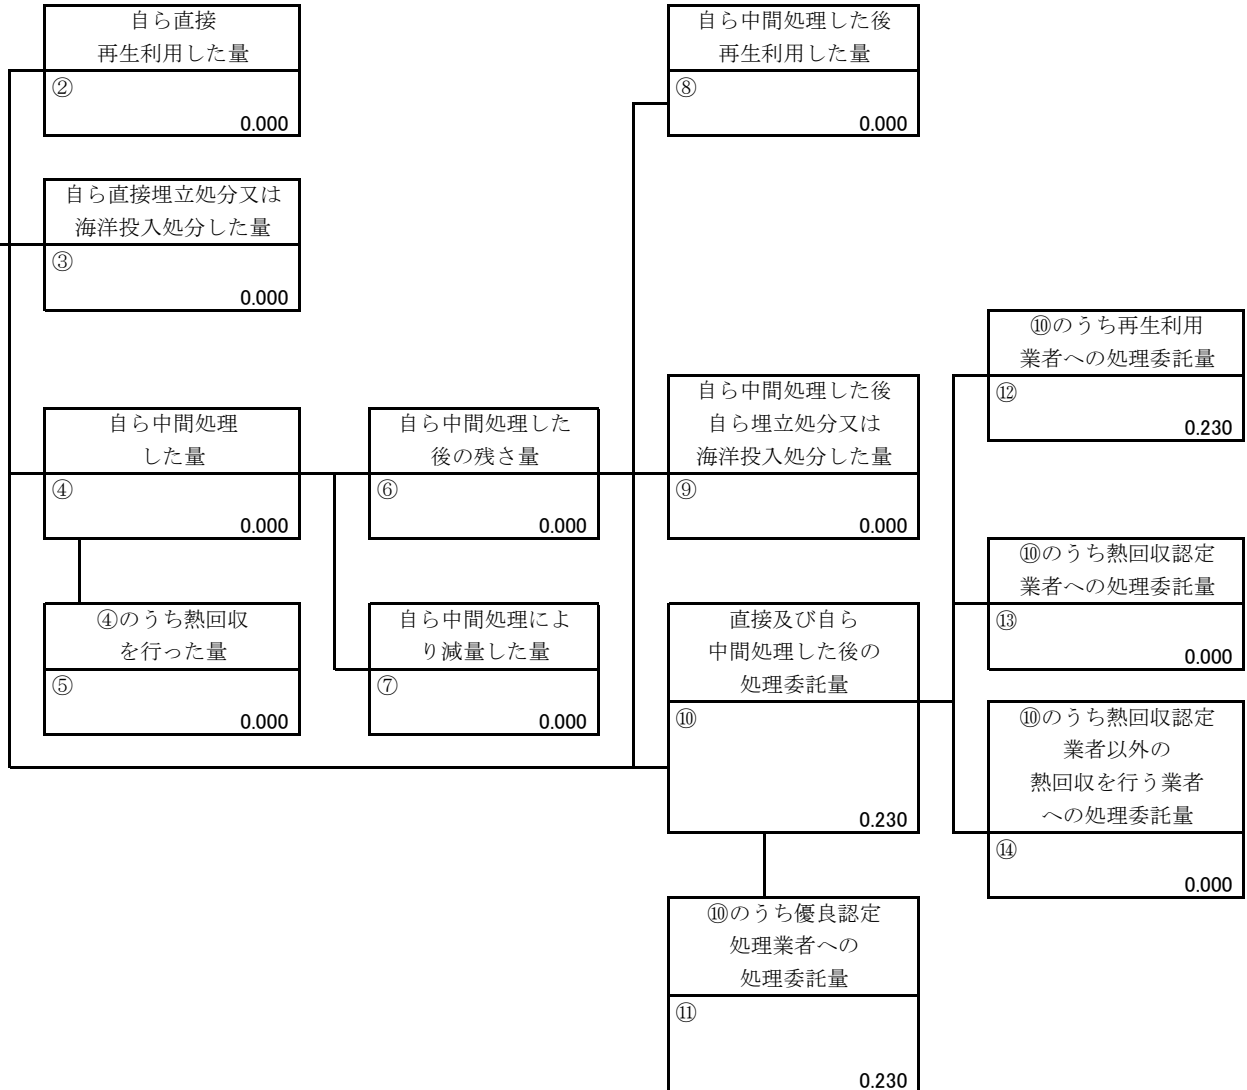 自ら直接
再生利用した量
②
0.000
自ら中間処理した後
再生利用した量
⑧
0.000
自ら直接埋立処分又は
海洋投入処分した量
③
0.000
⑩のうち再生利用
業者への処理委託量
⑫
0.230
自ら中間処理
した量
④
0.000
自ら中間処理した
後の残さ量
⑥
0.000
自ら中間処理した後
自ら埋立処分又は
海洋投入処分した量
⑨
0.000
⑩のうち熱回収認定
業者への処理委託量
⑬
0.000
④のうち熱回収
を行った量
⑤
0.000
自ら中間処理によ
り減量した量
⑦
0.000
直接及び自ら
中間処理した後の
処理委託量
⑩
0.230
⑩のうち熱回収認定
業者以外の
熱回収を行う業者
への処理委託量
⑭
0.000
⑩のうち優良認定
処理業者への
処理委託量
⑪
0.230